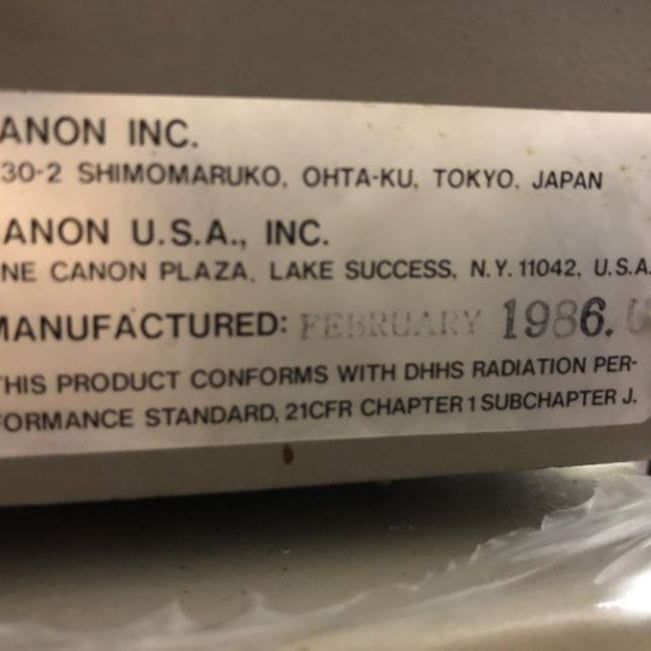 ANON INC.
30-2 SHIMOMARUKO, OHTA-KU, TOKYO. JAPAN
ANON U.S.A., INC.
NE CANON PLAZA, LAKE SUCCESS, N.Y. 11042, U.S.A.
MANUFACTURED: FEBRUARY 1986.
THIS PRODUCT CONFORMS WITH DHHS RADIATION PER-
FORMANCE STANDARD, 21CFR CHAPTER 1 SUBCHAPTER J.